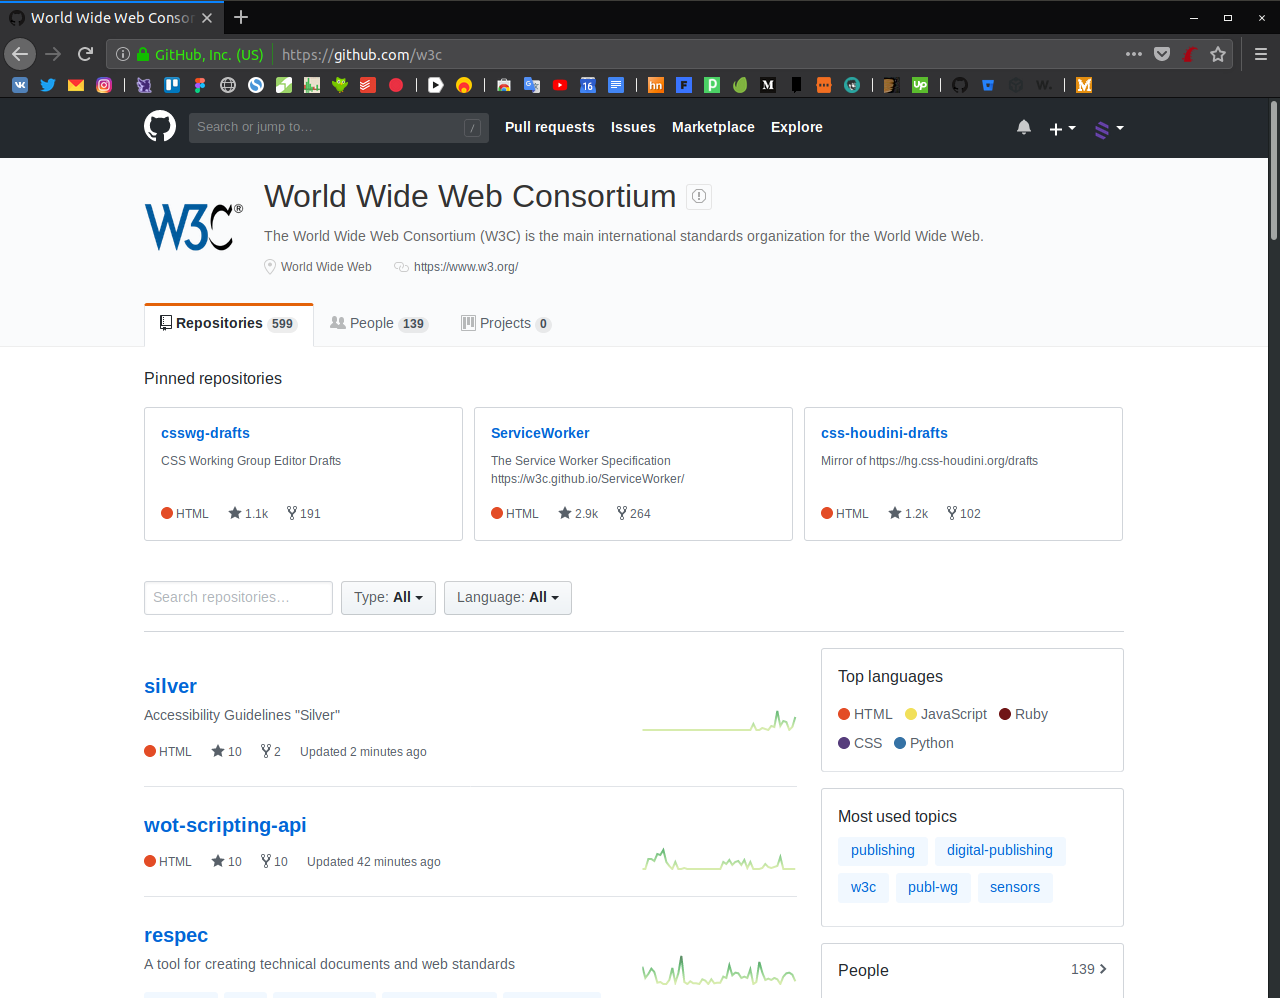 World Wide Web Consor
GitHub, Inc. (US) https://github.com/w3c
Search or jump to… / Pull requests Issues Marketplace Explore
W3C®
World Wide Web Consortium
The World Wide Web Consortium (W3C) is the main international standards organization for the World Wide Web.
World Wide Web https://www.w3.org/
Repositories 599 People 139 Projects 0
Pinned repositories
csswg-drafts
CSS Working Group Editor Drafts
HTML 1.1k 191
ServiceWorker
The Service Worker Specification
https://w3c.github.io/ServiceWorker/
HTML 2.9k 264
css-houdini-drafts
Mirror of https://hg.css-houdini.org/drafts
HTML 1.2k 102
Search repositories… Type: All Language: All
silver
Accessibility Guidelines "Silver"
HTML 10 2 Updated 2 minutes ago
wot-scripting-api
HTML 10 10 Updated 42 minutes ago
respec
A tool for creating technical documents and web standards
Top languages
HTML JavaScript Ruby
CSS Python
Most used topics
publishing digital-publishing
w3c publ-wg sensors
People 139